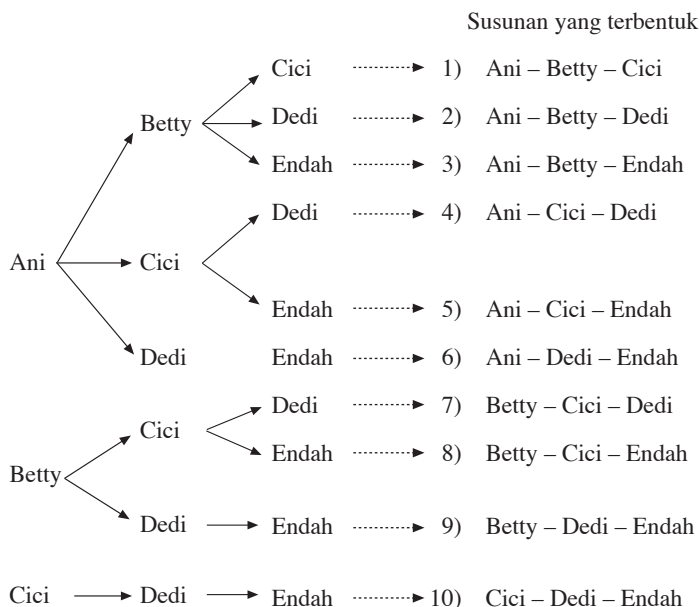 Susunan yang terbentuk
Cici 1) Ani – Betty – Cici
Betty Dedi 2) Ani – Betty – Dedi
Endah 3) Ani – Betty – Endah
Dedi 4) Ani – Cici – Dedi
Ani Cici
Endah 5) Ani – Cici – Endah
Dedi Endah 6) Ani – Dedi – Endah
Dedi 7) Betty – Cici – Dedi
Cici
Endah 8) Betty – Cici – Endah
Betty
Dedi Endah 9) Betty – Dedi – Endah
Cici Dedi Endah 10) Cici – Dedi – Endah